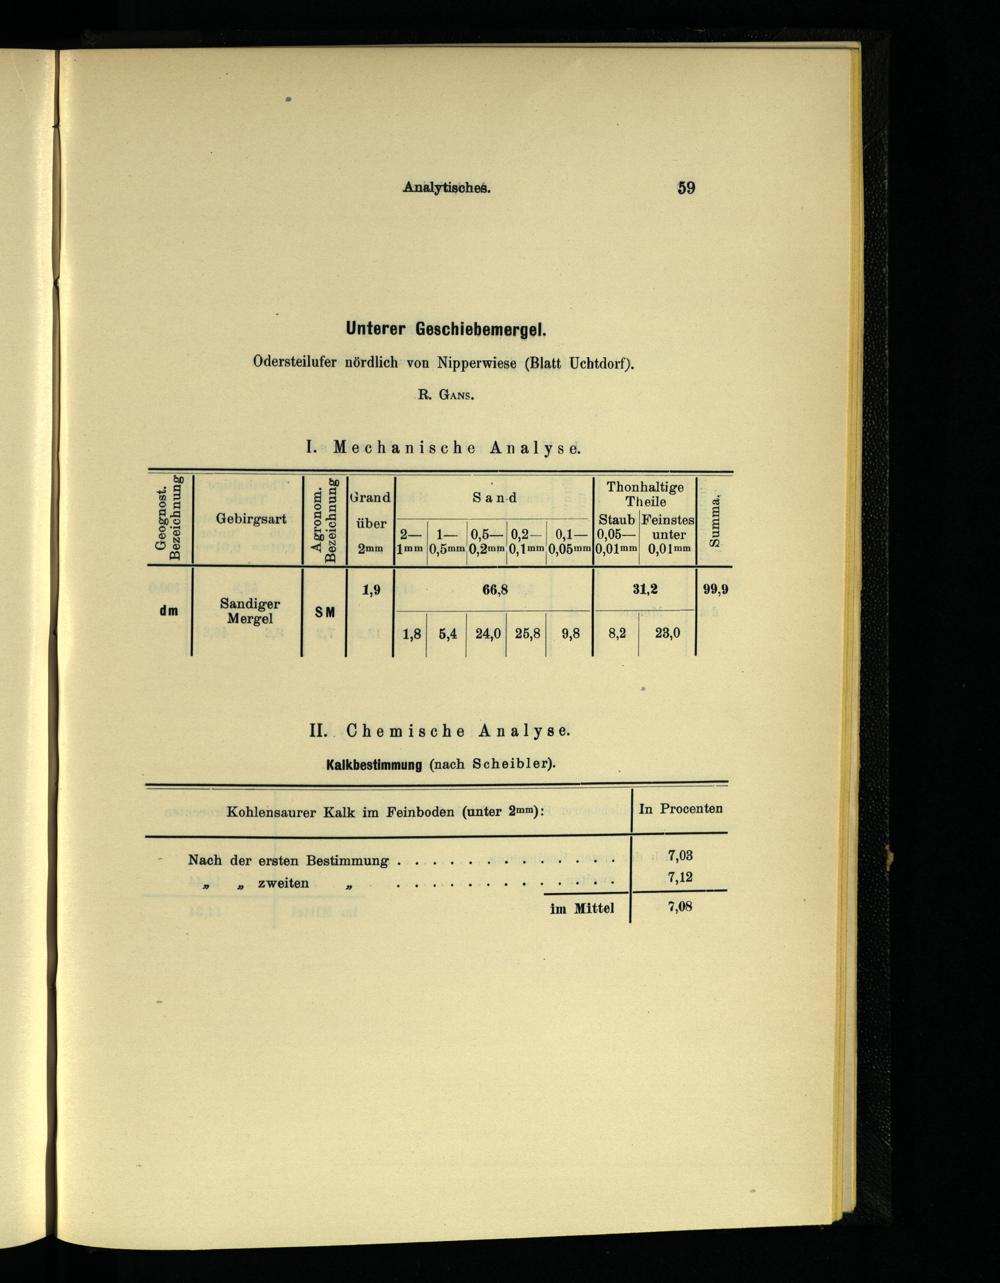 Analytisches. 59
Unterer Geschiebemergel.
Odersteilufer nördlich von Nipperwiese (Blatt Uchtdorf).
R. Gans.
I. Mechanische Analyse.
Geognost. Bezeichnung
Gebirgsart
Agronom. Bezeichnung
Grand über 2mm
Sand
2—1mm
1—0,5mm
0,5—0,2mm
0,2—0,1mm
0,1—0,05mm
Thonhaltige Theile
Staub 0,05—0,01mm
Feinstes unter 0,01mm
Summa.
dm
Sandiger Mergel
SM
1,9 66,8 31,2 99,9
1,8 5,4 24,0 25,8 9,8 8,2 23,0
II. Chemische Analyse.
Kalkbestimmung (nach Scheibler).
Kohlensaurer Kalk im Feinboden (unter 2mm): In Procenten
Nach der ersten Bestimmung . . . . . . . . . . . . . 7,03
„ „ zweiten „ . . . . . . . . . . . . . 7,12
im Mittel 7,08